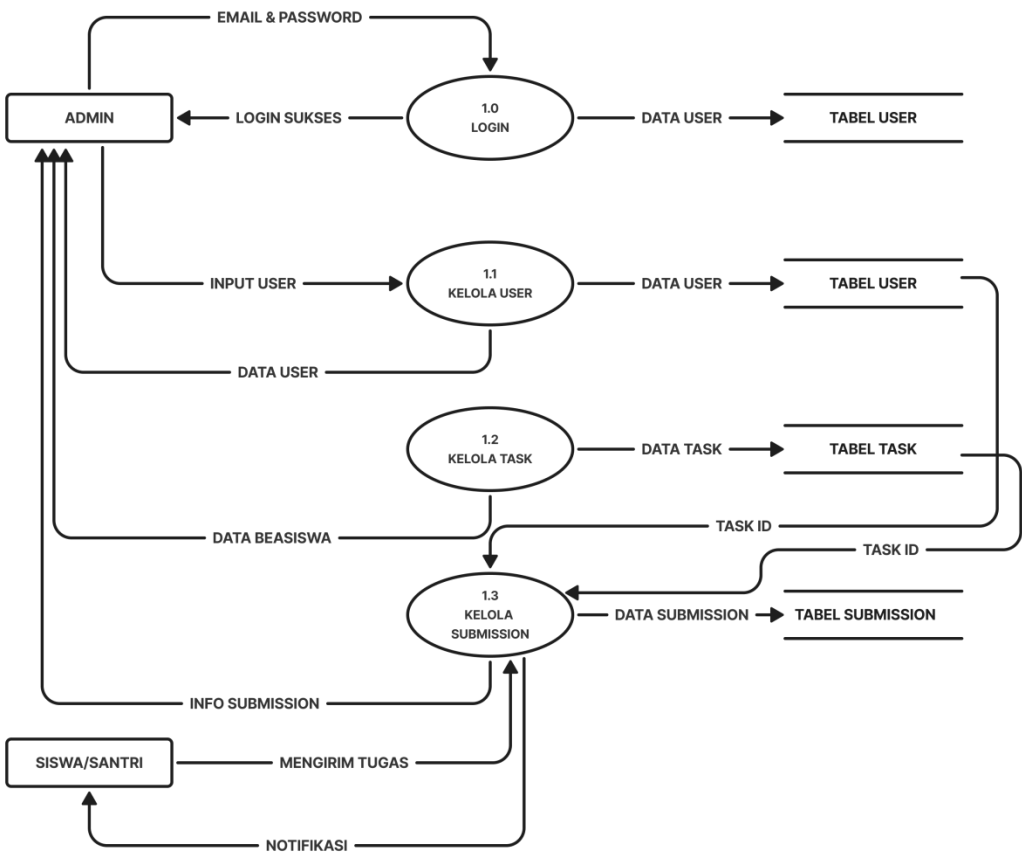 EMAIL & PASSWORD
ADMIN
LOGIN SUKSES
1.0
LOGIN
DATA USER
TABEL USER
INPUT USER
1.1
KELOLA USER
DATA USER
TABEL USER
DATA USER
1.2
KELOLA TASK
DATA TASK
TABEL TASK
DATA BEASISWA
TASK ID
TASK ID
1.3
KELOLA
SUBMISSION
DATA SUBMISSION
TABEL SUBMISSION
INFO SUBMISSION
SISWA/SANTRI
MENGIRIM TUGAS
NOTIFIKASI